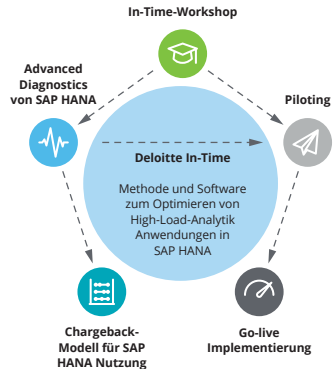 In-Time-Workshop
Advanced
Diagnostics
von SAP HANA
Piloting
Deloitte In-Time
Methode und Software
zum Optimieren von
High-Load-Analytik
Anwendungen in
SAP HANA
Chargeback-
Modell für SAP
HANA Nutzung
Go-live
Implementierung